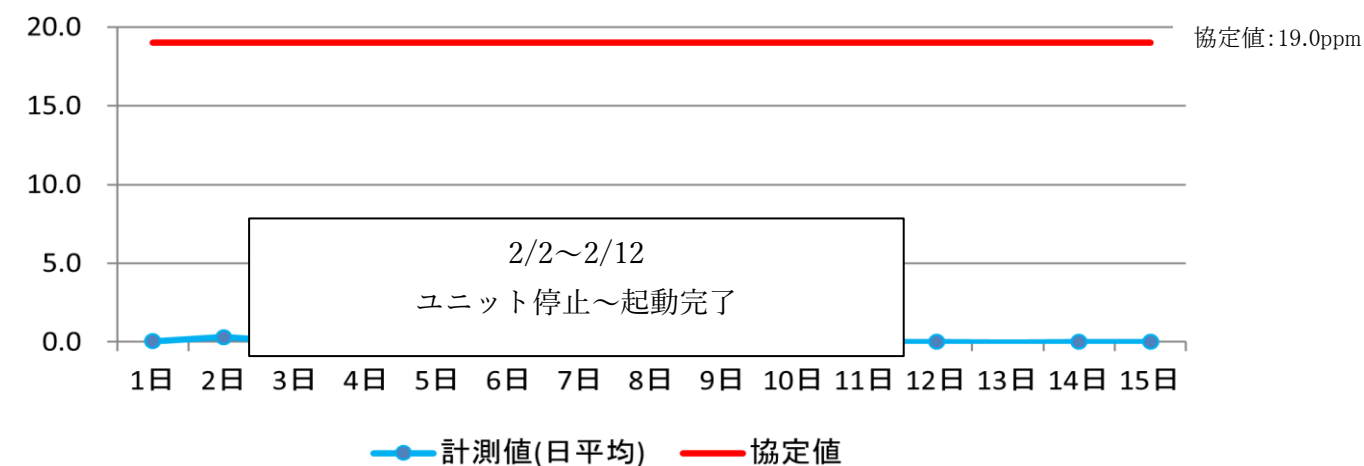 20.0
協定値:19.0ppm
15.0
10.0
5.0
0.0
2/2～2/12
ユニット停止～起動完了
1日 2日 3日 4日 5日 6日 7日 8日 9日 10日 11日 12日 13日 14日 15日
計測値(日平均) 協定値